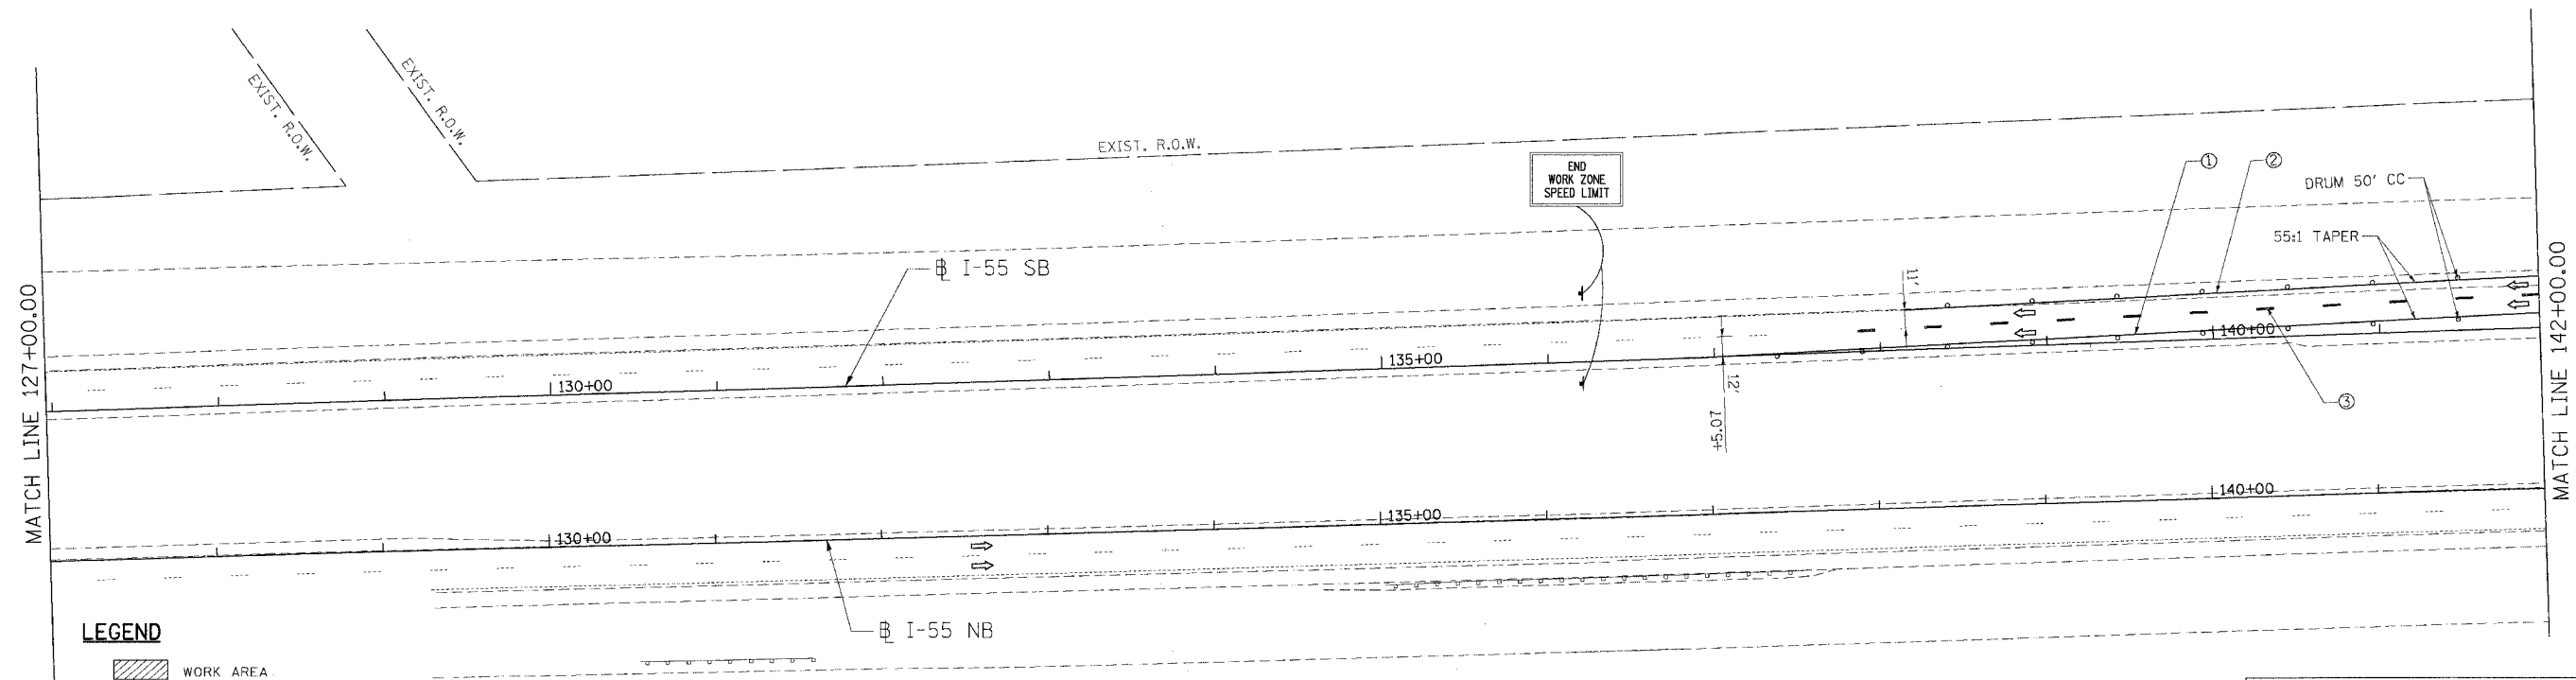 EXIST. R.O.W.
EXIST. R.O.W.
EXIST. R.O.W.
END
WORK ZONE
SPEED LIMIT
①
②
DRUM 50' CC
55:1 TAPER
MATCH LINE 127+00.00
MATCH LINE 142+00.00
I-55 SB
11'
130+00
135+00
140+00
12'
+5.07
③
130+00
135+00
140+00
I-55 NB
LEGEND
WORK AREA